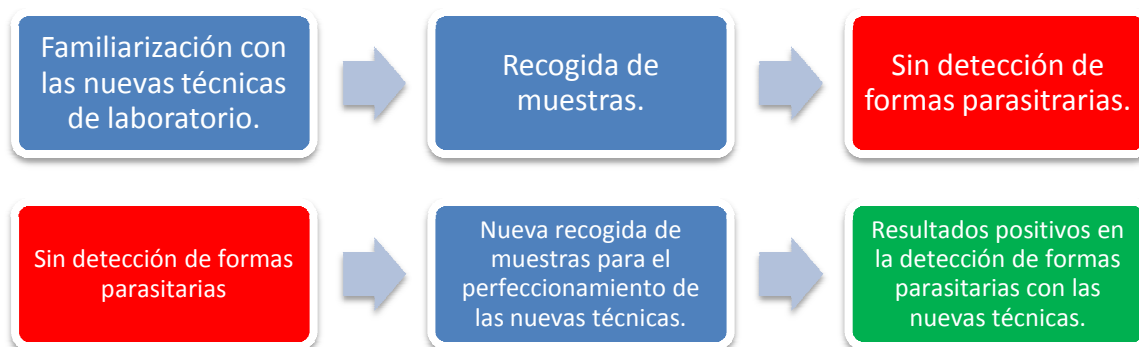 Familiarización con
las nuevas técnicas
de laboratorio.
Recogida de
muestras.
Sin detección de
formas parasitrarias.
Sin detección de formas
parasitarias
Nueva recogida de
muestras para el
perfeccionamiento de
las nuevas técnicas.
Resultados positivos en
la detección de formas
parasitarias con las
nuevas técnicas.